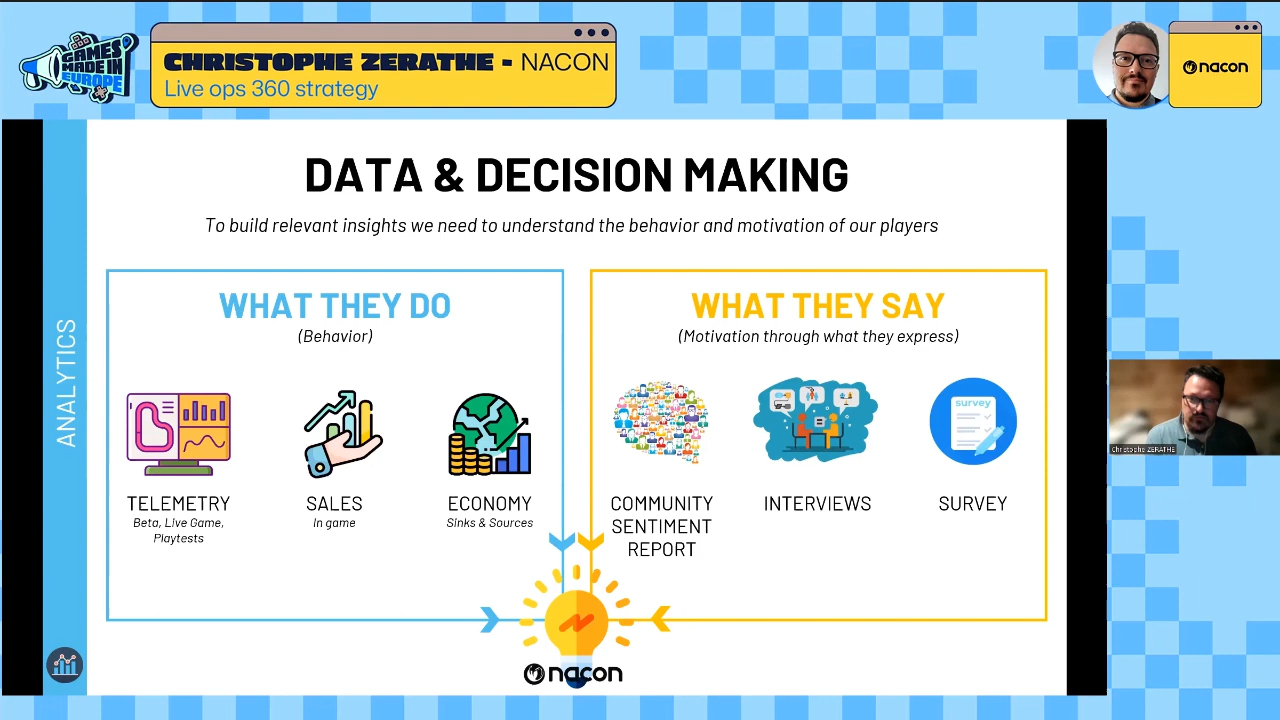 GAMES
MADE IN
EUROPE
CHRISTOPHE ZERATHE - NACON
Live ops 360 strategy
nacon
ANALYTICS
DATA & DECISION MAKING
To build relevant insights we need to understand the behavior and motivation of our players
WHAT THEY DO
(Behavior)
TELEMETRY
Beta, Live Game,
Playtests
SALES
In game
ECONOMY
Sinks & Sources
WHAT THEY SAY
(Motivation through what they express)
COMMUNITY
SENTIMENT
REPORT
INTERVIEWS
survey
SURVEY
nacon
Christophe ZERATHE